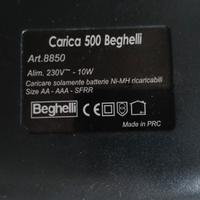 Carica 500 Beghelli
Art.8850
Alim. 230V~ - 10W
Caricare solamente batterie Ni-MH ricaricabili
Size AA - AAA - SFRR
Beghelli
CE
Made in PRC